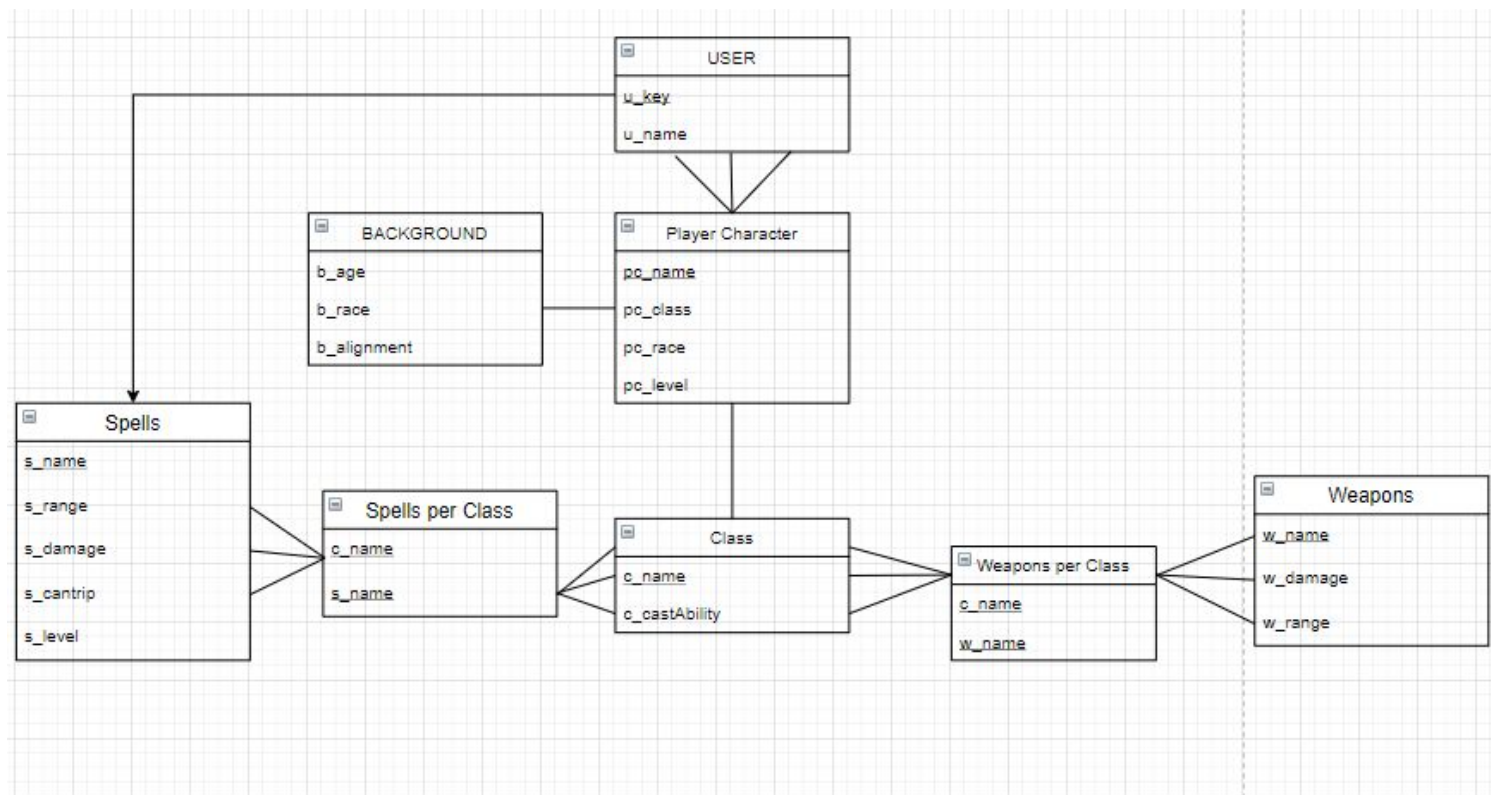 USER
u_key
u_name
BACKGROUND
b_age
b_race
b_alignment
Player Character
pc_name
pc_class
pc_race
pc_level
Spells
s_name
s_range
s_damage
s_cantrip
s_level
Spells per Class
c_name
s_name
Class
c_name
c_castAbility
Weapons per Class
c_name
w_name
Weapons
w_name
w_damage
w_range